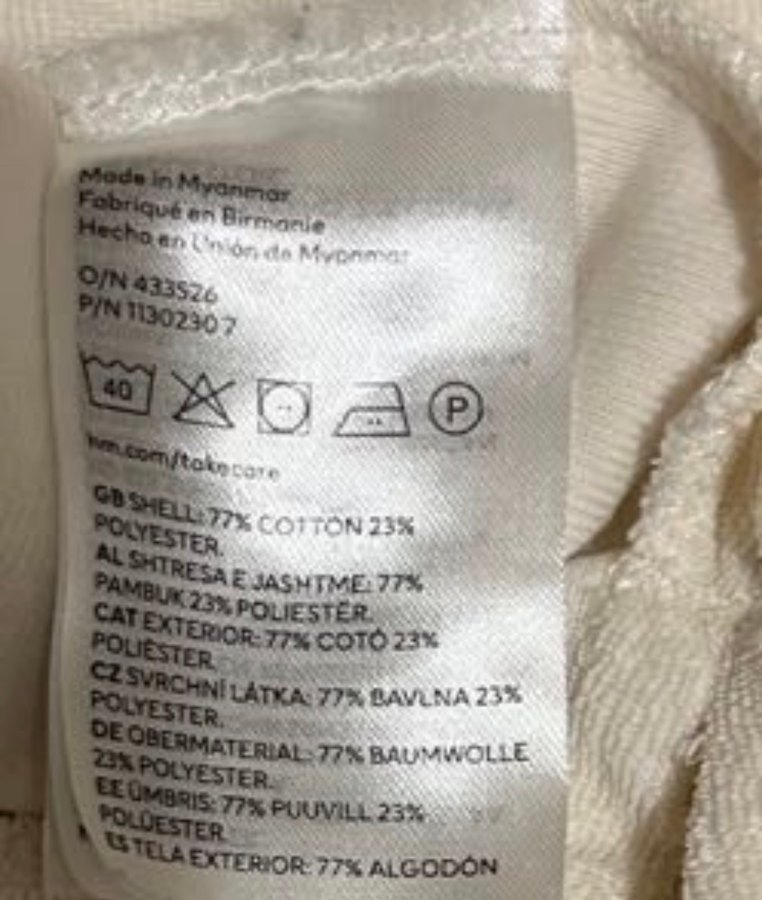 Made in Myanmar
Fabriqué en Birmanie
Hecho en Unión de Myanmar
O/N 433526
P/N 11302307
40 P
hm.com/takecare
GB SHELL: 77% COTTON 23%
POLYESTER.
AL SHTRESA E JASHTME: 77%
PAMBUK 23% POLIESTËR.
CAT EXTERIOR: 77% COTÓ 23%
POLIÈSTER.
CZ SVRCHNÍ LÁTKA: 77% BAVLNA 23%
POLYESTER.
DE OBERMATERIAL: 77% BAUMWOLLE
23% POLYESTER.
EE ÜMBRIS: 77% PUUVILL 23%
POLÜESTER.
ES TELA EXTERIOR: 77% ALGODÓN